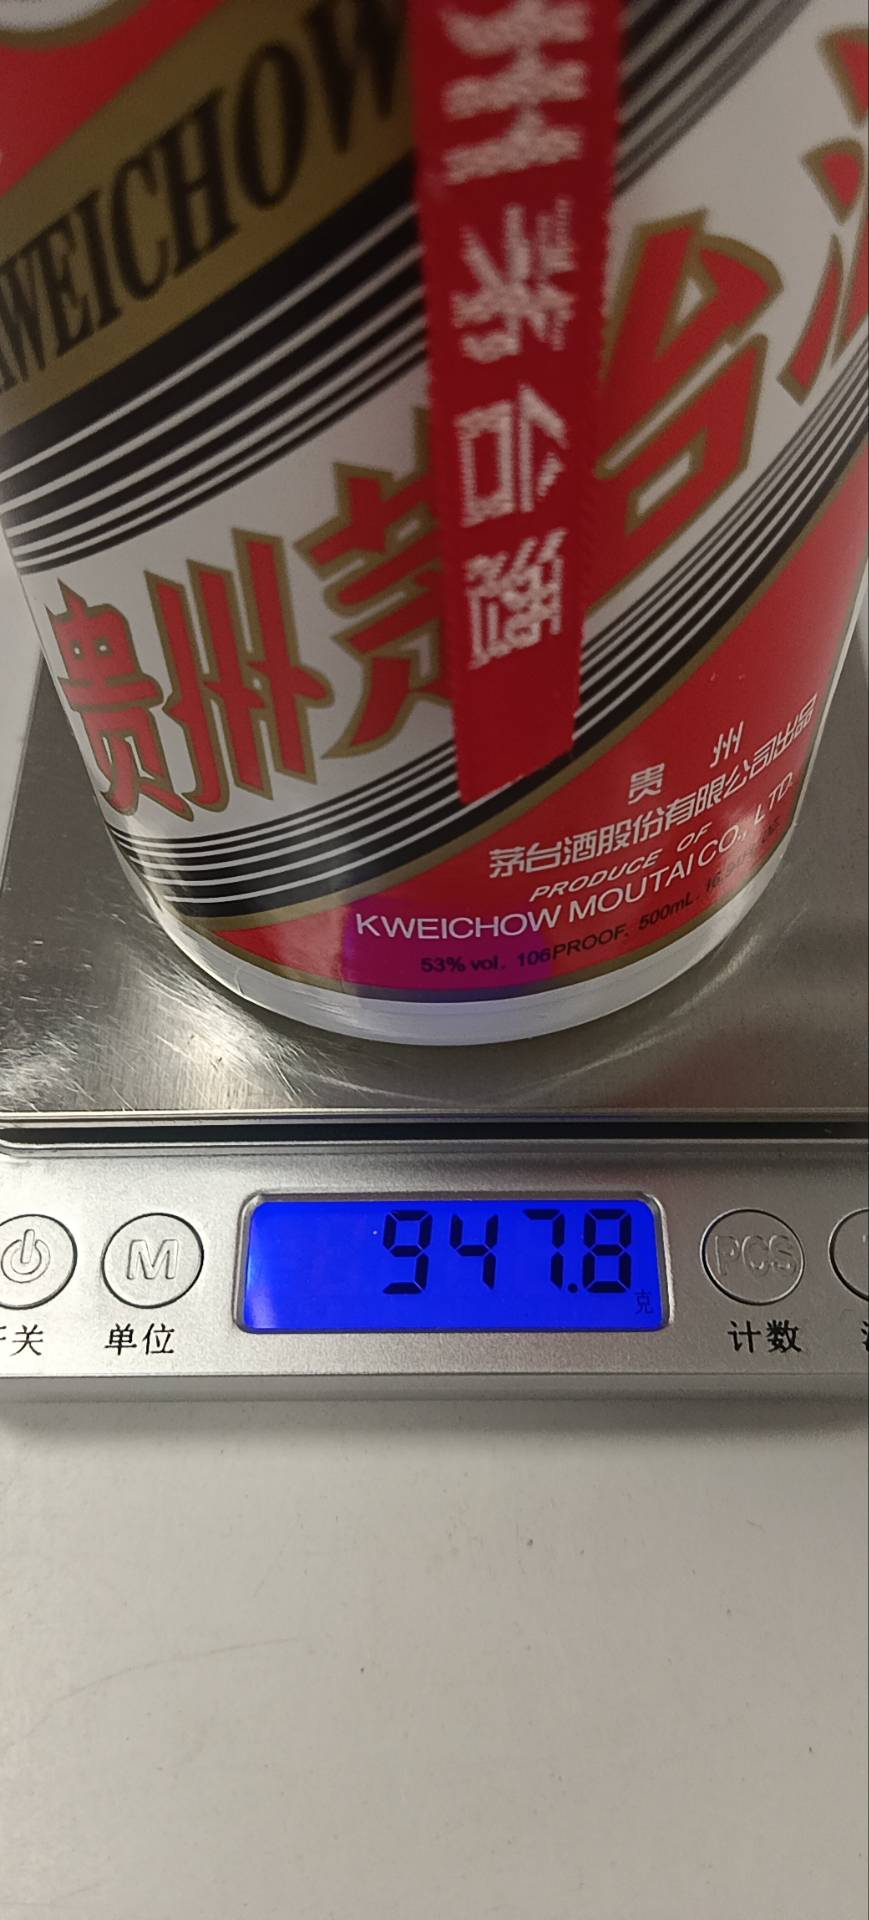 KWEICHOW
州茅台酒
贵州茅台酒
贵州
茅台酒股份有限公司出品
PRODUCE OF
KWEICHOW MOUTAI CO., LTD.
53% vol. 106PROOF. 500mL.
947.8
克
M
PCS
关
单位
计数